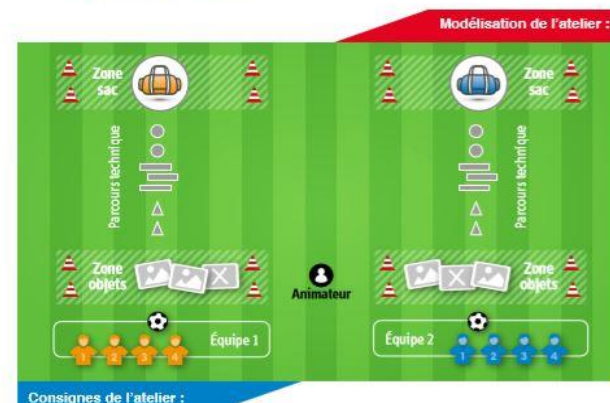 Modélisation de l'atelier :
Zone
sac
Zone
sac
Parcours technique
Parcours technique
Zone
objets
Animateur
Zone
objets
Équipe 1
1 2 3 4
Équipe 2
1 2 3 4
Consignes de l'atelier :